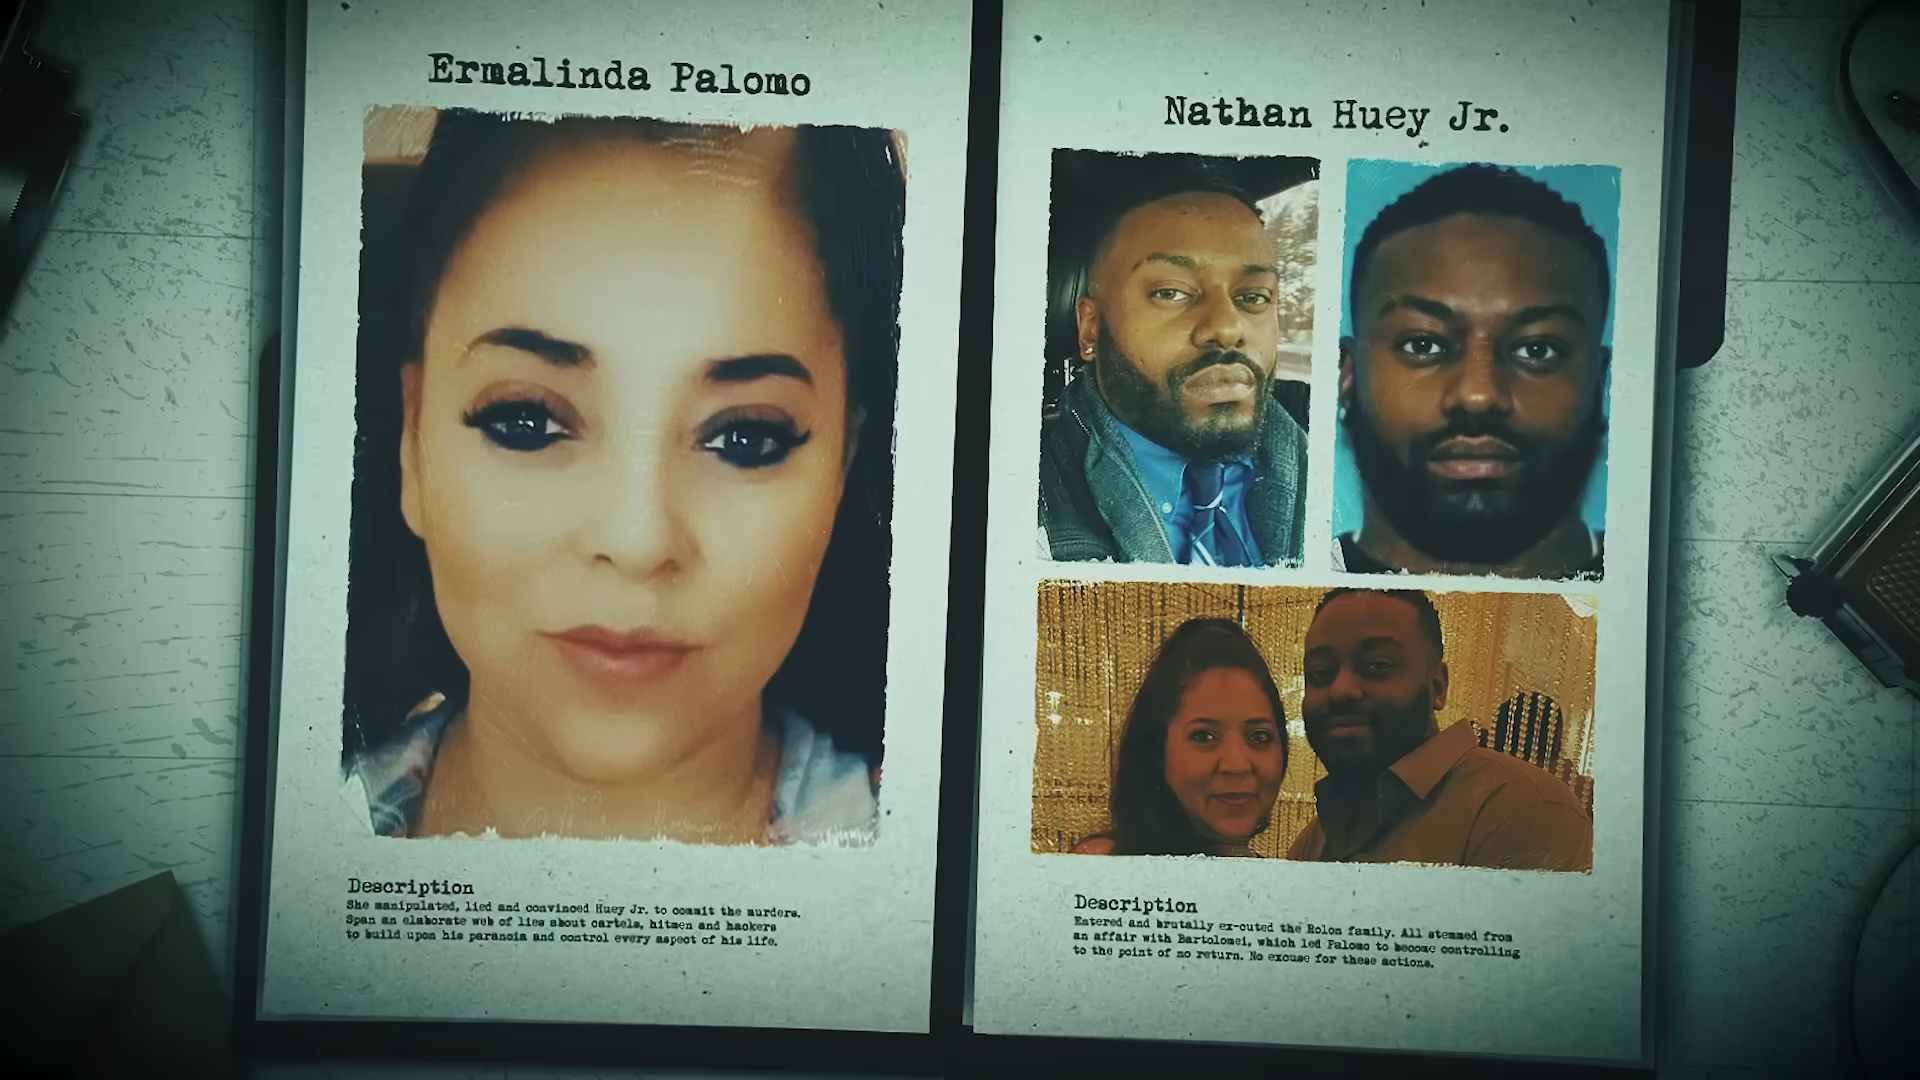 Ermalinda Palomo
Description
She manipulated, lied and convinced Huey Jr. to commit the murders.
Span an elaborate web of lies about cartels, hitmen and hackers
to build upon his paranoia and control every aspect of his life.
Nathan Huey Jr.
Description
Entered and brutally ex-cuted the Rolon family. All stemmed from
an affair with Bartolomei, which led Palomo to become controlling
to the point of no return. No excuse for these actions.